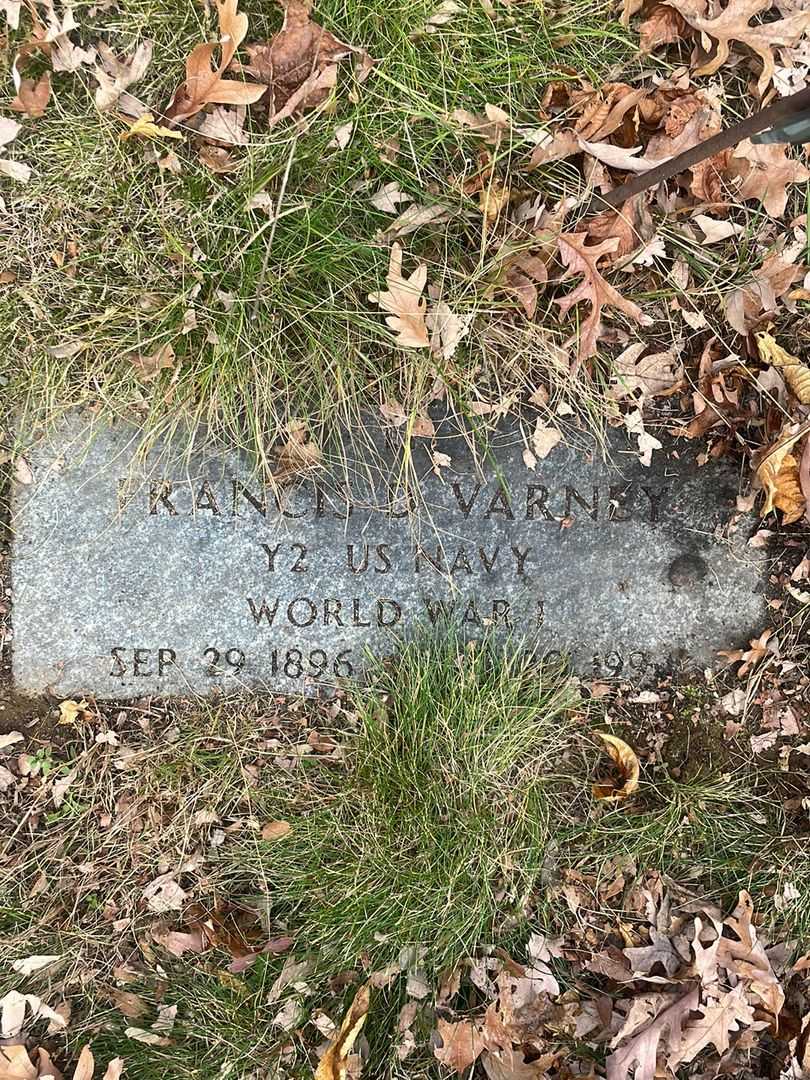 FRANCIS D VARNEY
Y2 US NAVY
WORLD WAR I
SEP 29 1896